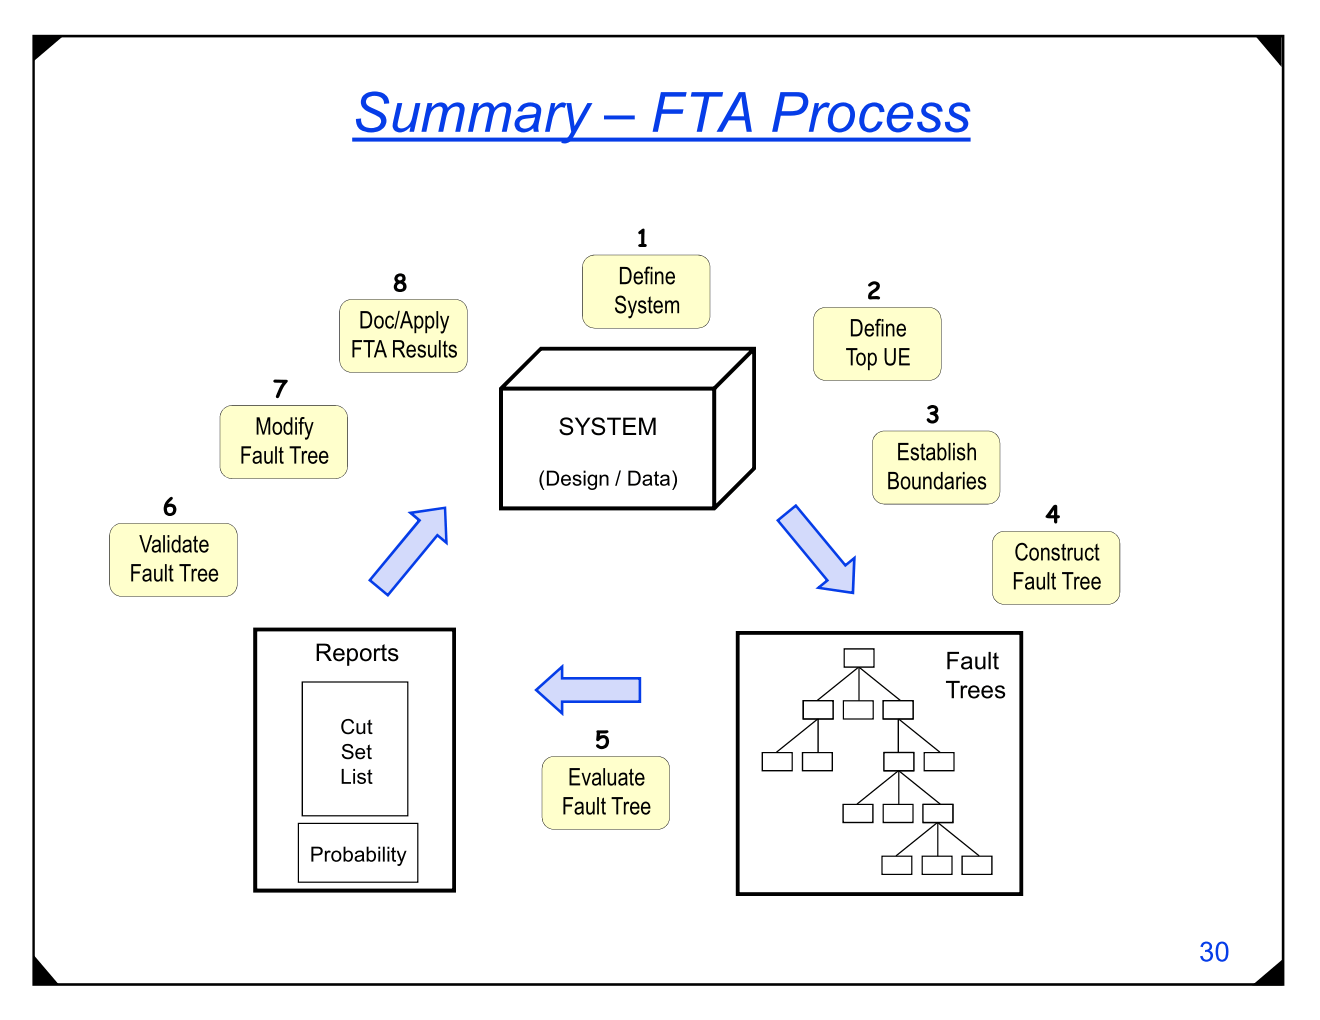 Summary – FTA Process
1
Define
System
2
Define
Top UE
3
Establish
Boundaries
4
Construct
Fault Tree
5
Evaluate
Fault Tree
6
Validate
Fault Tree
7
Modify
Fault Tree
8
Doc/Apply
FTA Results
SYSTEM
(Design / Data)
Fault
Trees
Reports
Cut
Set
List
Probability
30